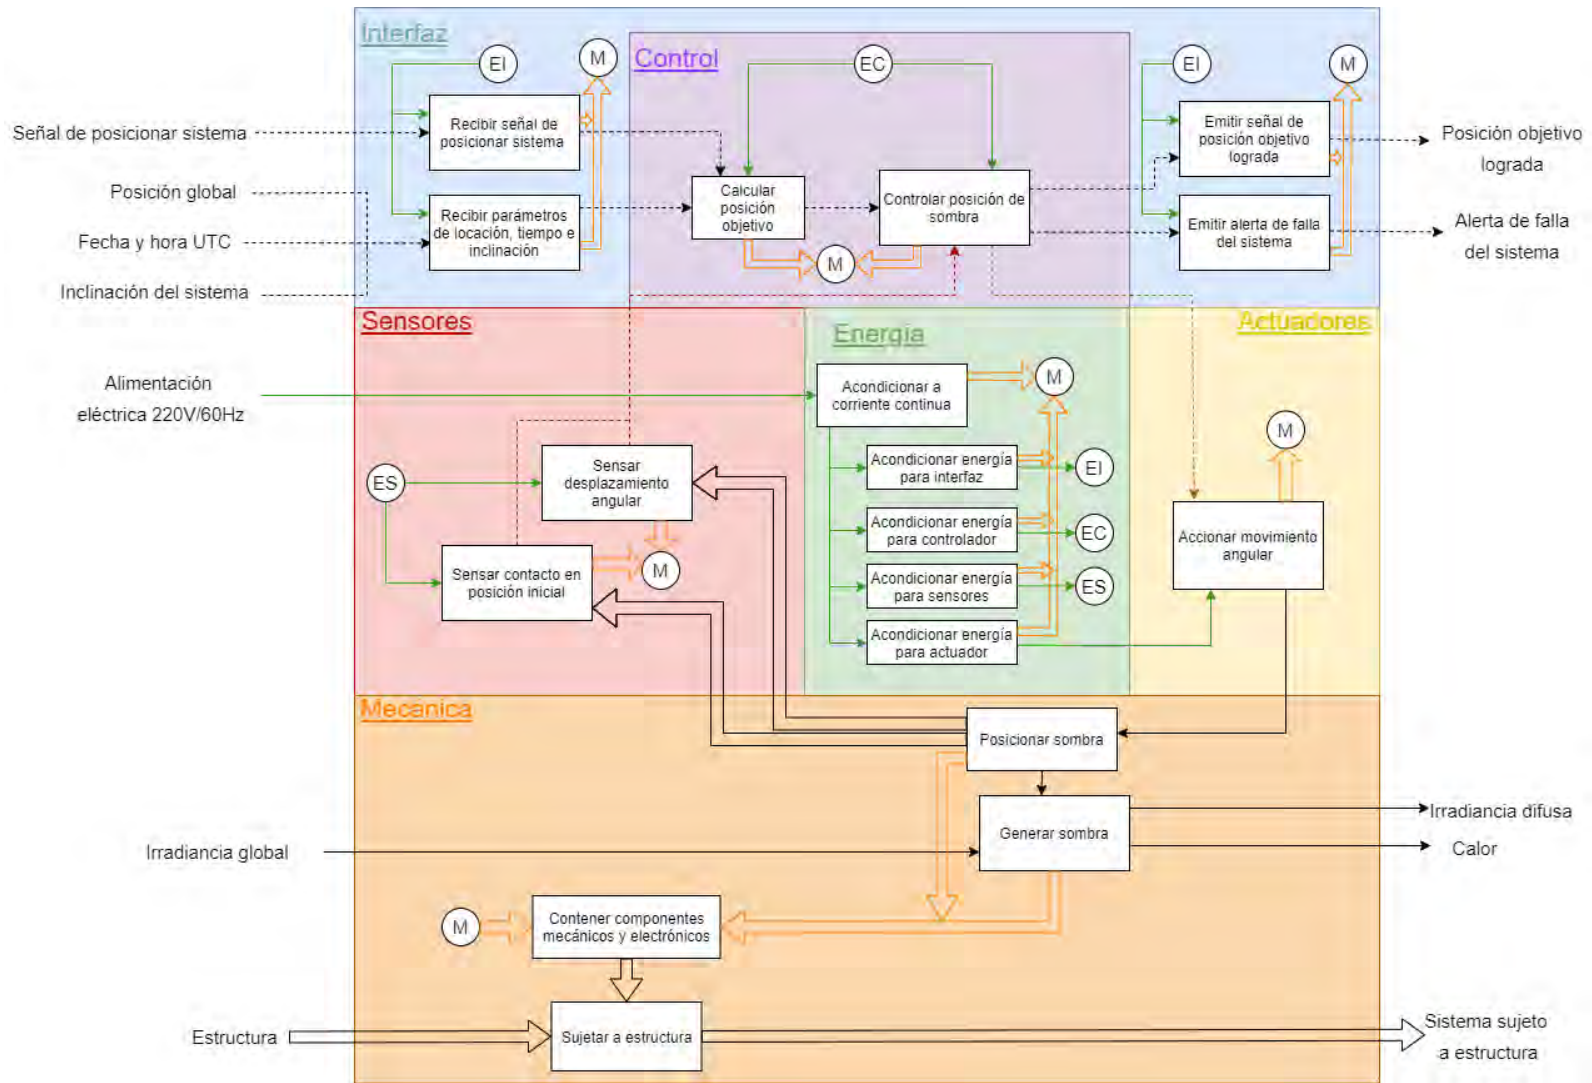 Interfaz
Control
EI
M
EC
EI
M
Señal de posicionar sistema
Recibir señal de
posicionar sistema
Emitir señal de
posición objetivo
lograda
Posición objetivo
lograda
Posición global
Calcular
posición
objetivo
Controlar posición de
sombra
Fecha y hora UTC
Recibir parámetros
de locación, tiempo e
inclinación
Emitir alerta de falla
del sistema
Alerta de falla
del sistema
M
Inclinación del sistema
Sensores
Energía
Actuadores
Alimentación
eléctrica 220V/60Hz
Acondicionar a
corriente continua
M
M
Sensar
desplazamiento
angular
Acondicionar energía
para interfaz
EI
ES
Acondicionar energía
para controlador
EC
Accionar movimiento
angular
Sensar contacto en
posición inicial
M
Acondicionar energía
para sensores
ES
Acondicionar energía
para actuador
Mecánica
Posicionar sombra
Generar sombra
Irradiancia difusa
Irradiancia global
Calor
M
Contener componentes
mecánicos y electrónicos
Estructura
Sujetar a estructura
Sistema sujeto
a estructura